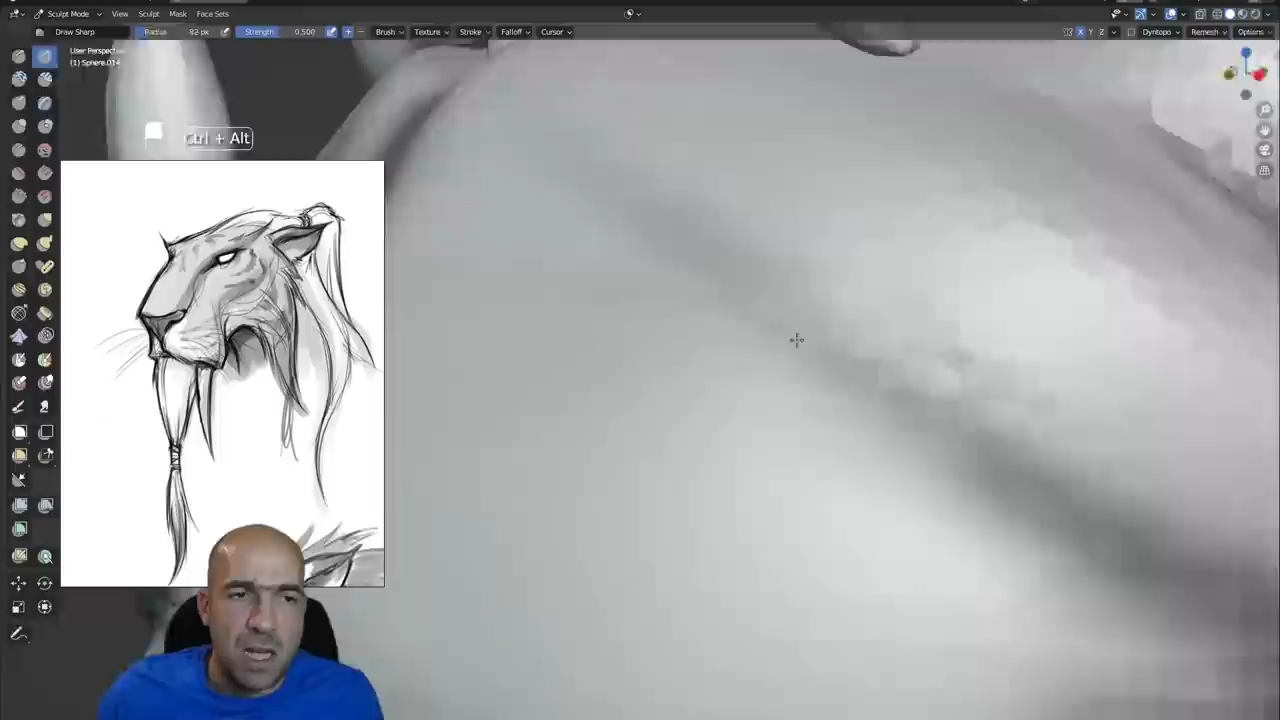 Sculpt Mode View Sculpt Mask Face Sets
Draw Sharp Radius 82 px Strength 0.500 Brush Texture Stroke Falloff Cursor X Y Z Dyntopo Remesh Options
User Perspective
(1) Sphere.014
Ctrl + Alt